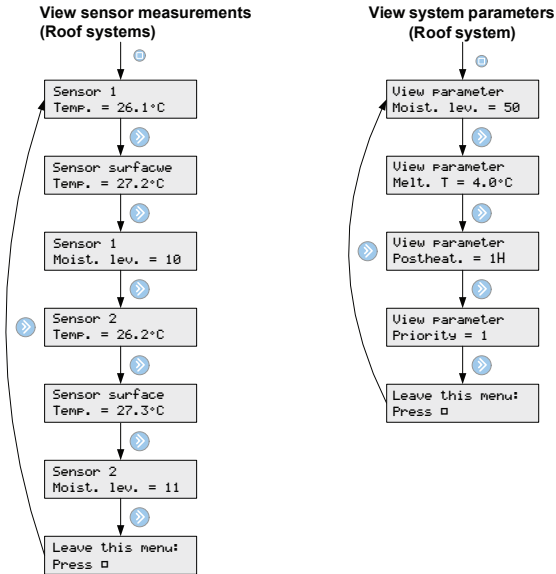 View sensor measurements
(Roof systems)
Sensor 1
Temp. = 26.1°C
Sensor surfacwe
Temp. = 27.2°C
Sensor 1
Moist. lev. = 10
Sensor 2
Temp. = 26.2°C
Sensor surface
Temp. = 27.3°C
Sensor 2
Moist. lev. = 11
Leave this menu:
Press □
View system parameters
(Roof system)
View parameter
Moist. lev. = 50
View parameter
Melt. T = 4.0°C
View parameter
Postheat. = 1H
View parameter
Priority = 1
Leave this menu:
Press □